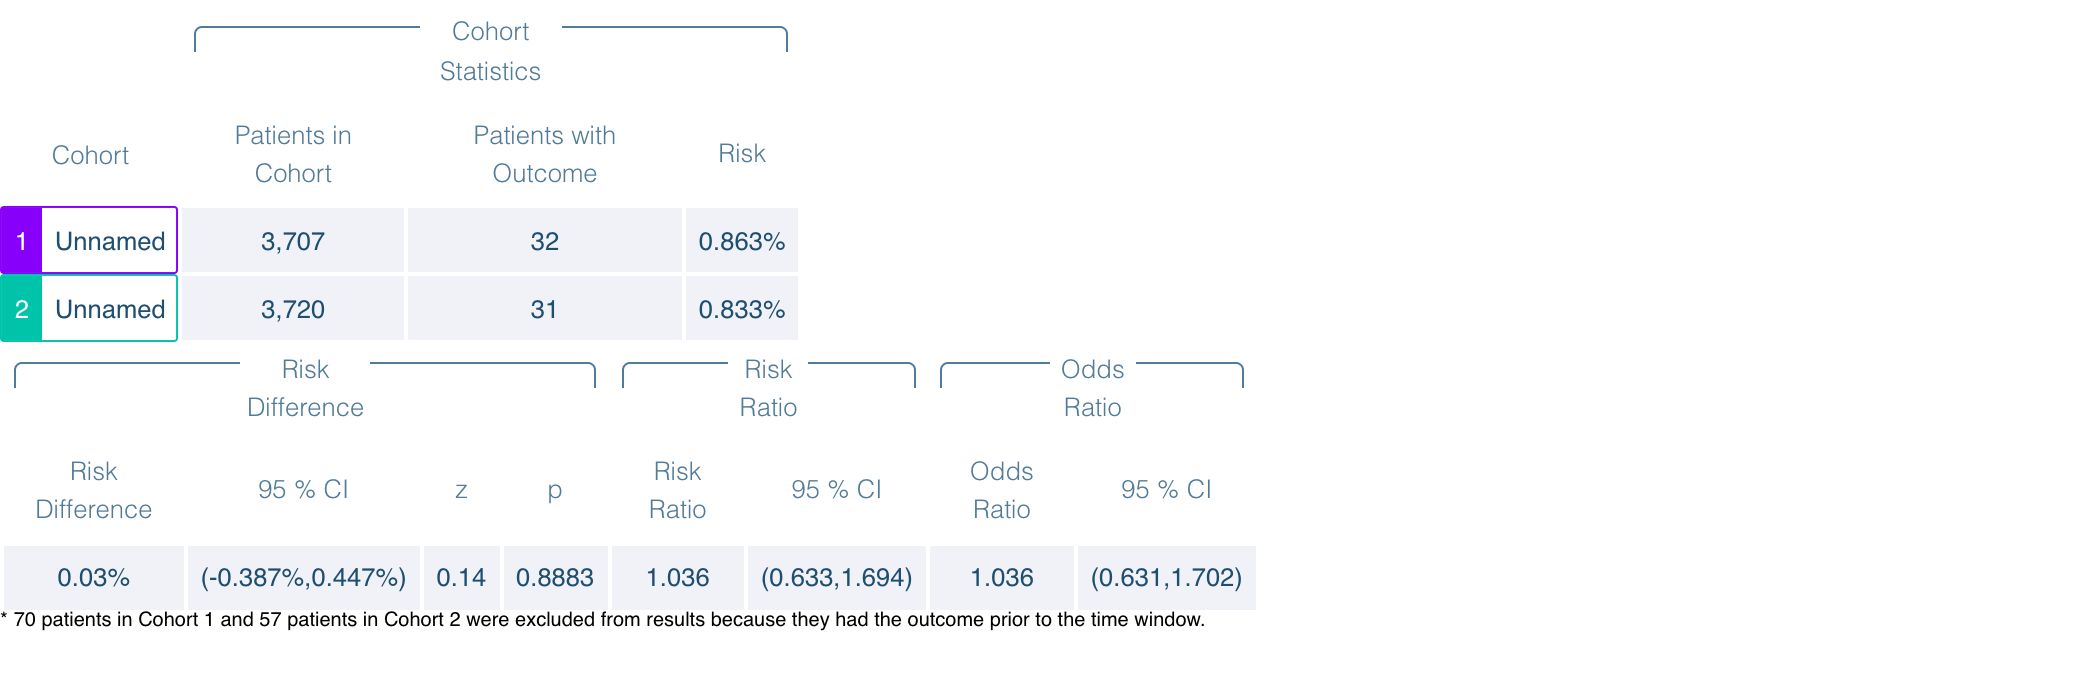 Cohort
Statistics
Cohort
Patients in
Cohort
Patients with
Outcome
Risk
1 Unnamed 3,707 32 0.863%
2 Unnamed 3,720 31 0.833%
Risk
Difference
Risk
Ratio
Odds
Ratio
Risk
Difference
95 % CI
z
p
Risk
Ratio
95 % CI
Odds
Ratio
95 % CI
0.03% (-0.387%,0.447%) 0.14 0.8883 1.036 (0.633,1.694) 1.036 (0.631,1.702)
* 70 patients in Cohort 1 and 57 patients in Cohort 2 were excluded from results because they had the outcome prior to the time window.